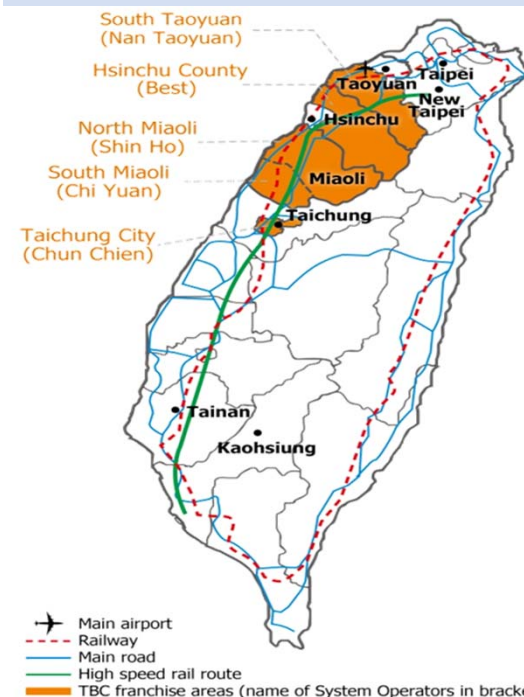 South Taoyuan
(Nan Taoyuan)
Hsinchu County
(Best)
North Miaoli
(Shin Ho)
South Miaoli
(Chi Yuan)
Taichung City
(Chun Chien)
Taipei
Taoyuan
New
Taipei
Hsinchu
Miaoli
Taichung
Tainan
Kaohsiung
Main airport
Railway
Main road
High speed rail route
TBC franchise areas (name of System Operators in bracke